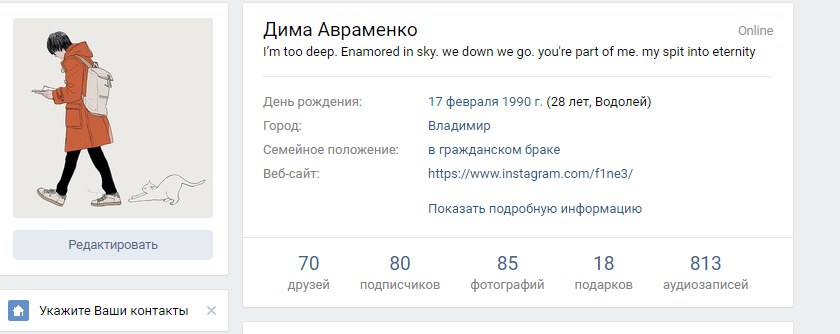 Дима Авраменко
Online
I'm too deep. Enamored in sky. we down we go. you're part of me. my spit into eternity
День рождения: 17 февраля 1990 г. (28 лет, Водолей)
Город: Владимир
Семейное положение: в гражданском браке
Веб-сайт: https://www.instagram.com/f1ne3/
Показать подробную информацию
70 80 85 18 813
друзей подписчиков фотографий подарков аудиозаписей
Редактировать
Укажите Ваши контакты